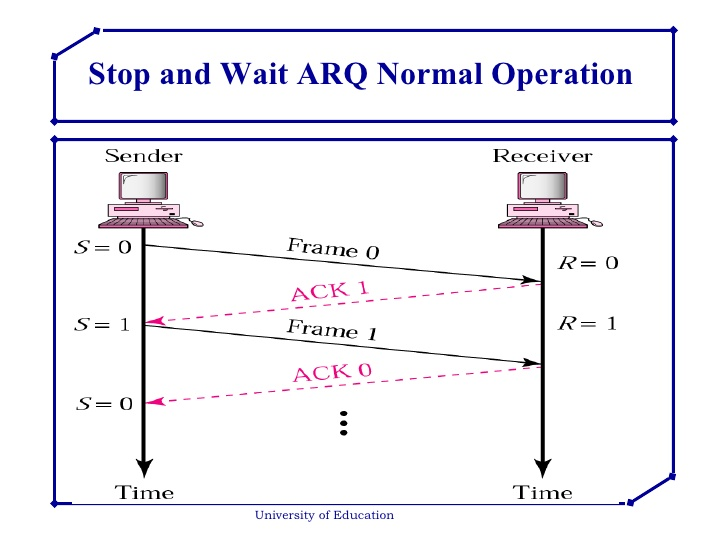 Stop and Wait ARQ Normal Operation
Sender
Receiver
S = 0
Frame 0
R = 0
ACK 1
S = 1
Frame 1
R = 1
ACK 0
S = 0
Time
Time
University of Education